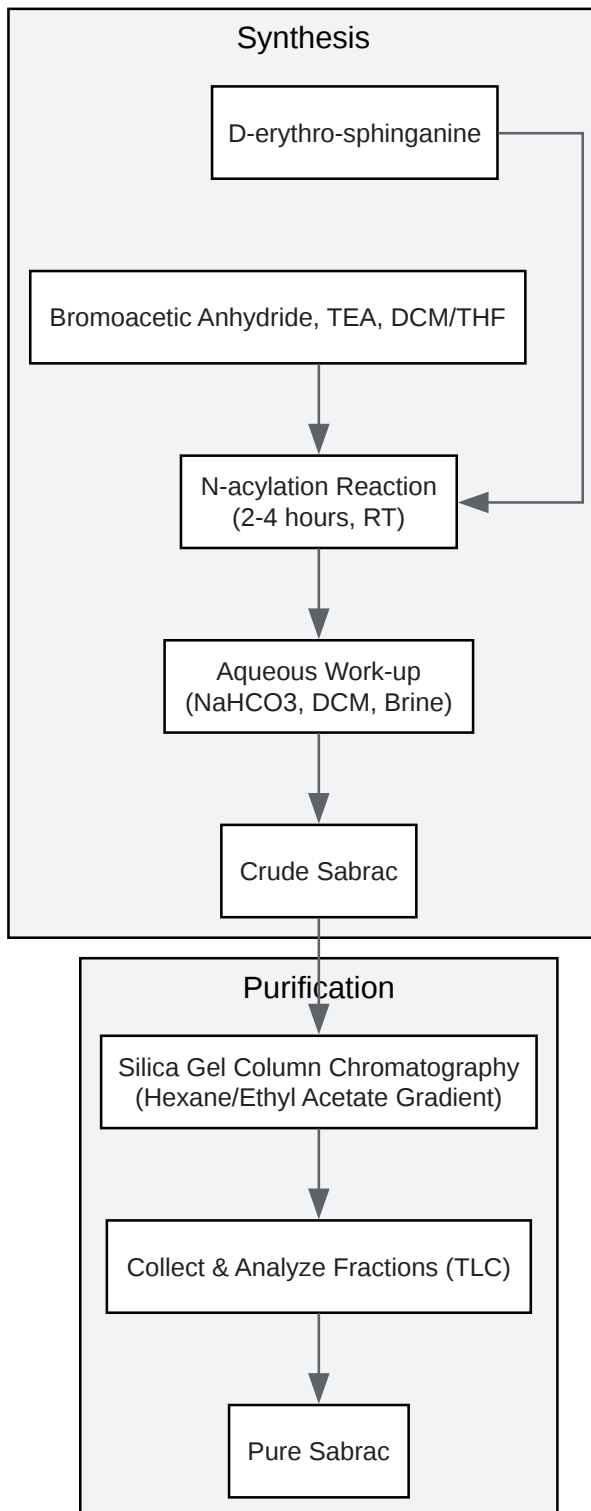 Synthesis
D-erythro-sphinganine
Bromoacetic Anhydride, TEA, DCM/THF
N-acylation Reaction
(2-4 hours, RT)
Aqueous Work-up
(NaHCO3, DCM, Brine)
Crude Sabrac
Purification
Silica Gel Column Chromatography
(Hexane/Ethyl Acetate Gradient)
Collect & Analyze Fractions (TLC)
Pure Sabrac